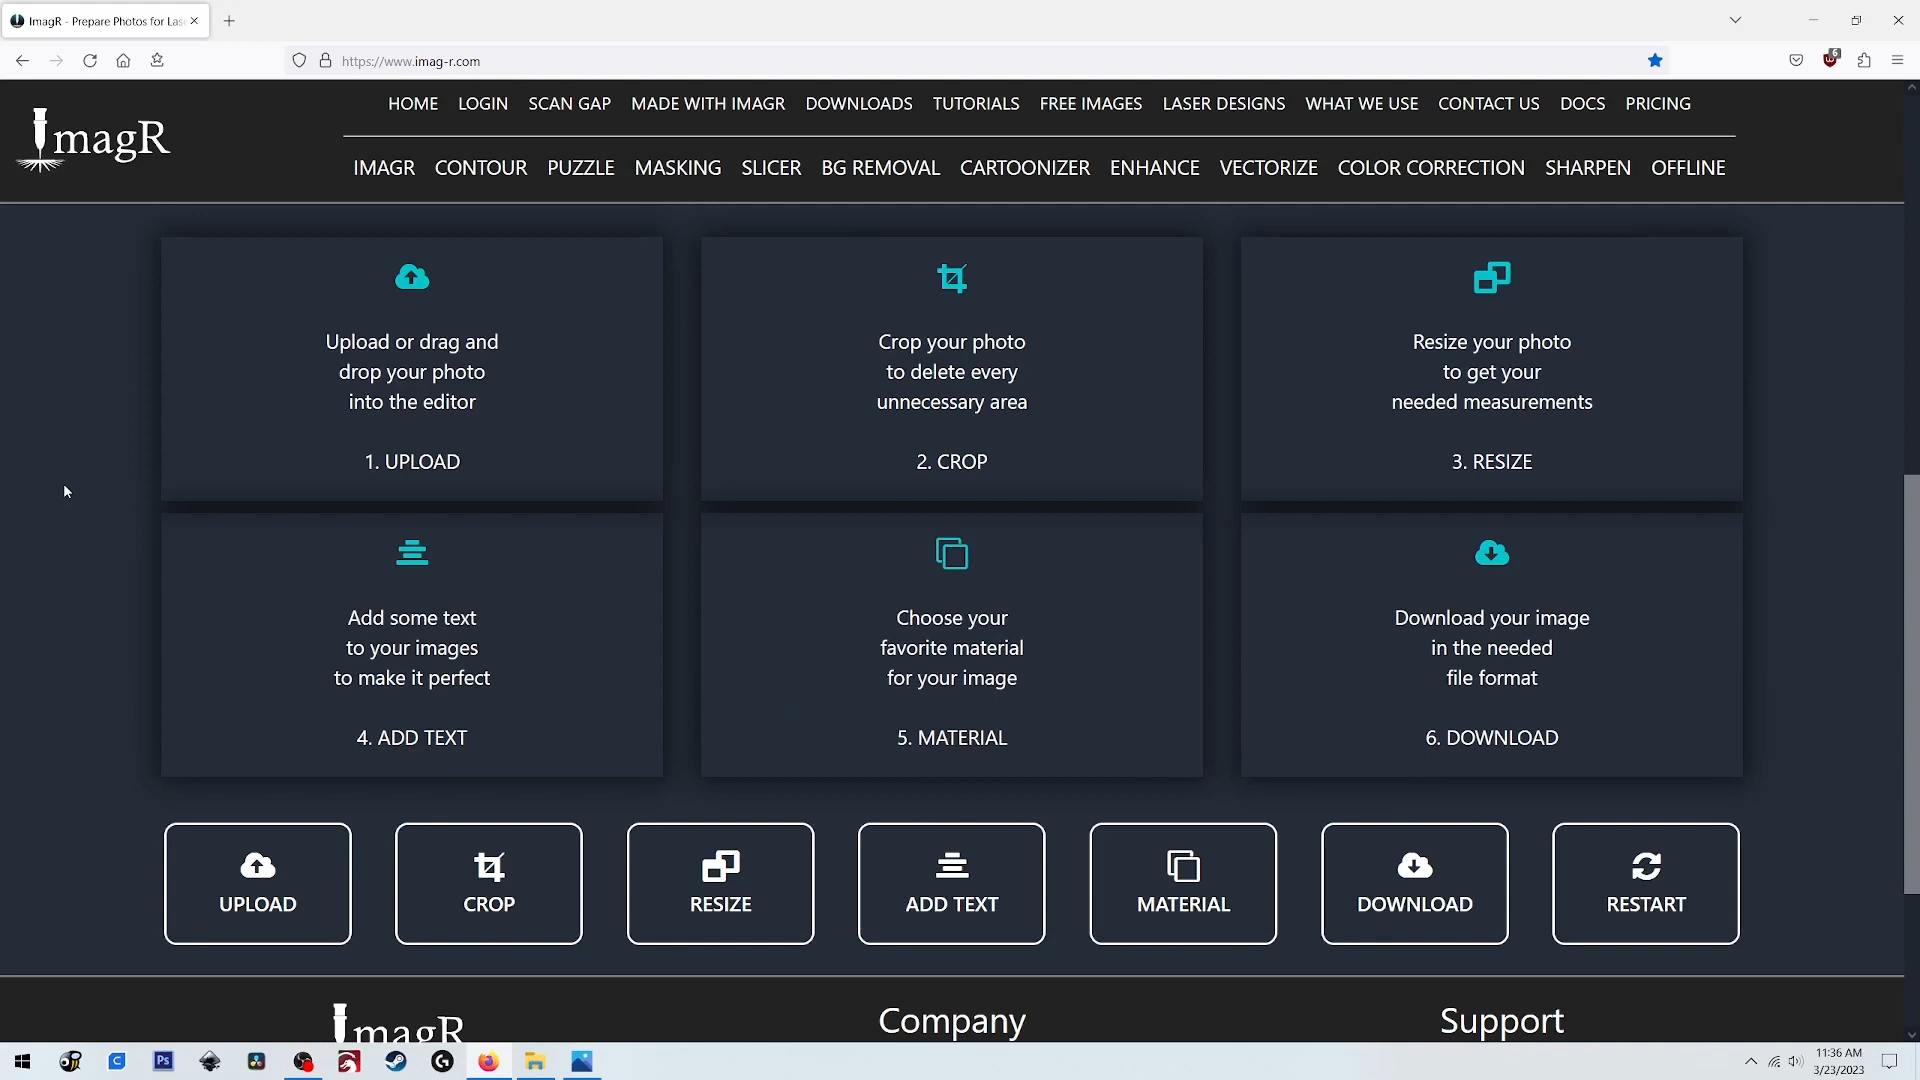 ImagR - Prepare Photos for Las
https://www.imag-r.com
6
HOME LOGIN SCAN GAP MADE WITH IMAGR DOWNLOADS TUTORIALS FREE IMAGES LASER DESIGNS WHAT WE USE CONTACT US DOCS PRICING
ImagR
IMAGR CONTOUR PUZZLE MASKING SLICER BG REMOVAL CARTOONIZER ENHANCE VECTORIZE COLOR CORRECTION SHARPEN OFFLINE
Upload or drag and
drop your photo
into the editor
1. UPLOAD
Crop your photo
to delete every
unnecessary area
2. CROP
Resize your photo
to get your
needed measurements
3. RESIZE
Add some text
to your images
to make it perfect
4. ADD TEXT
Choose your
favorite material
for your image
5. MATERIAL
Download your image
in the needed
file format
6. DOWNLOAD
UPLOAD
CROP
RESIZE
ADD TEXT
MATERIAL
DOWNLOAD
RESTART
ImagR
Company
Support
Ps
11:36 AM
3/23/2023